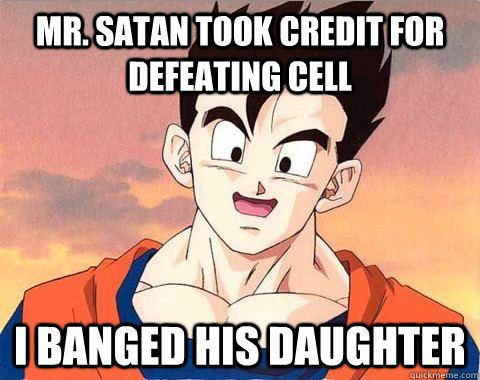 MR. SATAN TOOK CREDIT FOR
DEFEATING CELL
I BANGED HIS DAUGHTER
quickmeme.com